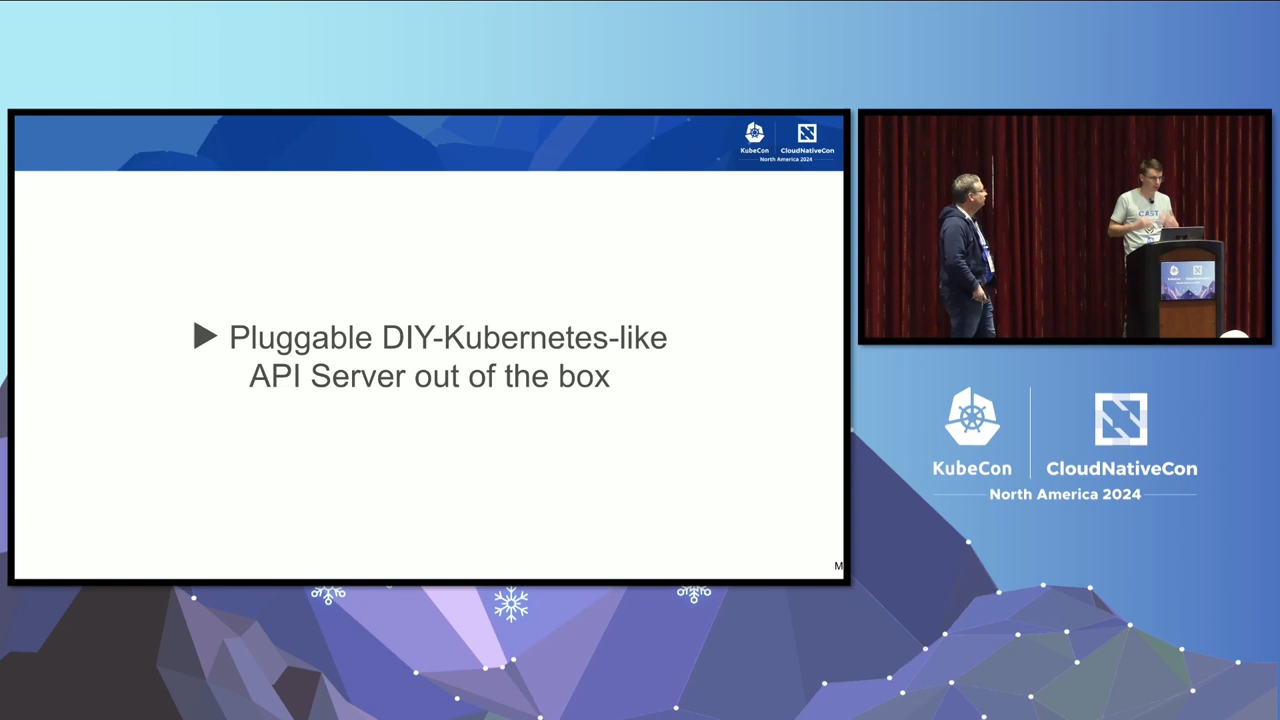 KubeCon
CloudNativeCon
North America 2024
► Pluggable DIY-Kubernetes-like
API Server out of the box
M
CAST
KubeCon
CloudNativeCon
North America 2024